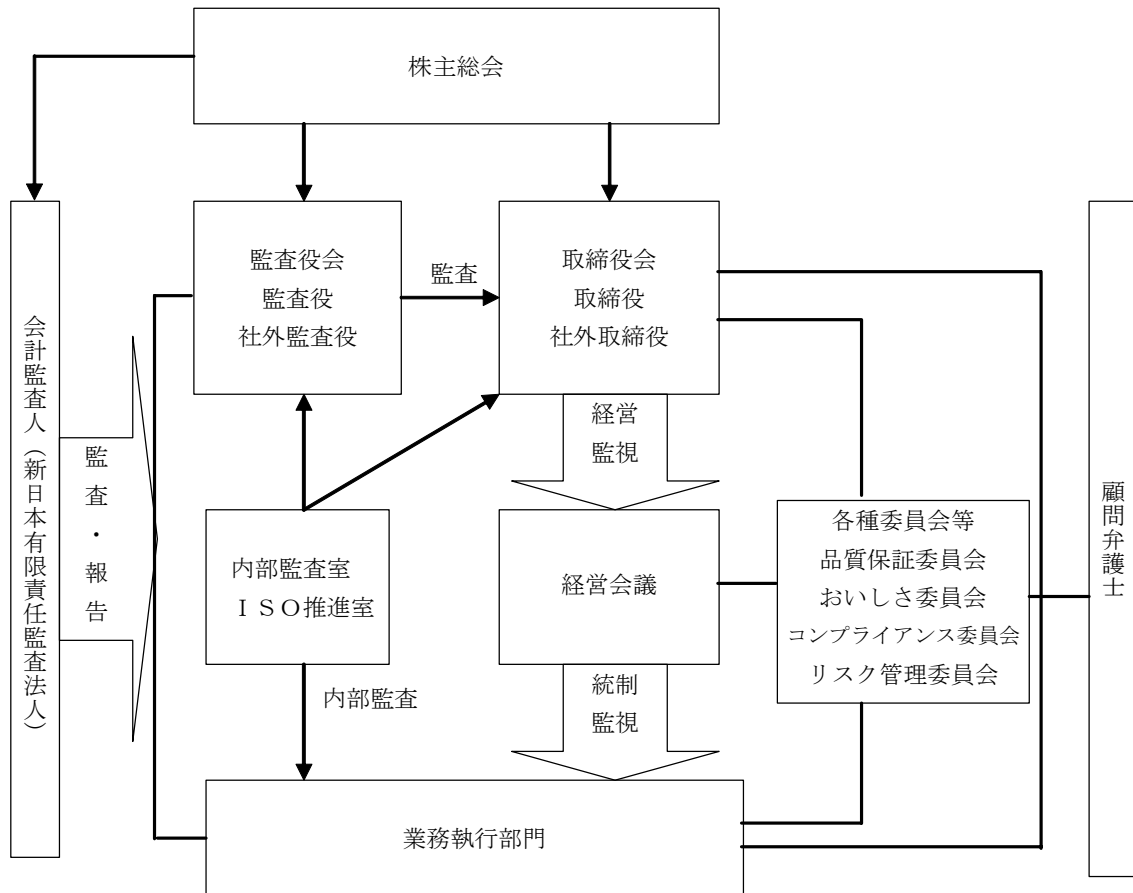 株主総会
監査役会
監査役
社外監査役
監査
取締役会
取締役
社外取締役
会計監査人（新日本有限責任監査法人）
監査・報告
経営
監視
内部監査室
ＩＳＯ推進室
経営会議
各種委員会等
品質保証委員会
おいしさ委員会
コンプライアンス委員会
リスク管理委員会
顧問弁護士
内部監査
統制
監視
業務執行部門